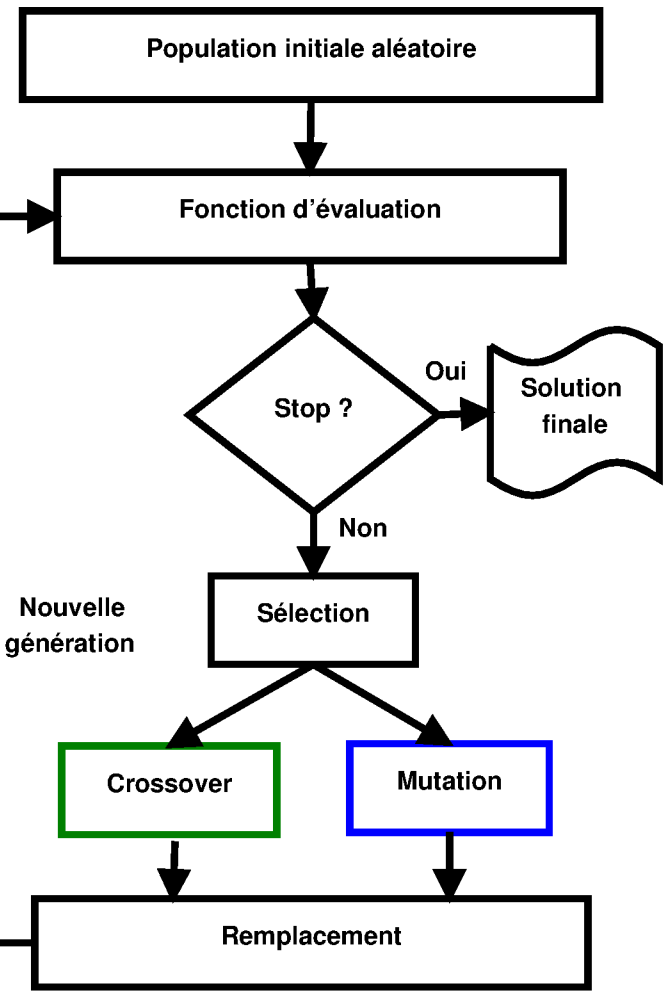 Population initiale aléatoire
Fonction d'évaluation
Oui
Stop ?
Solution
finale
Non
Nouvelle
génération
Sélection
Crossover
Mutation
Remplacement